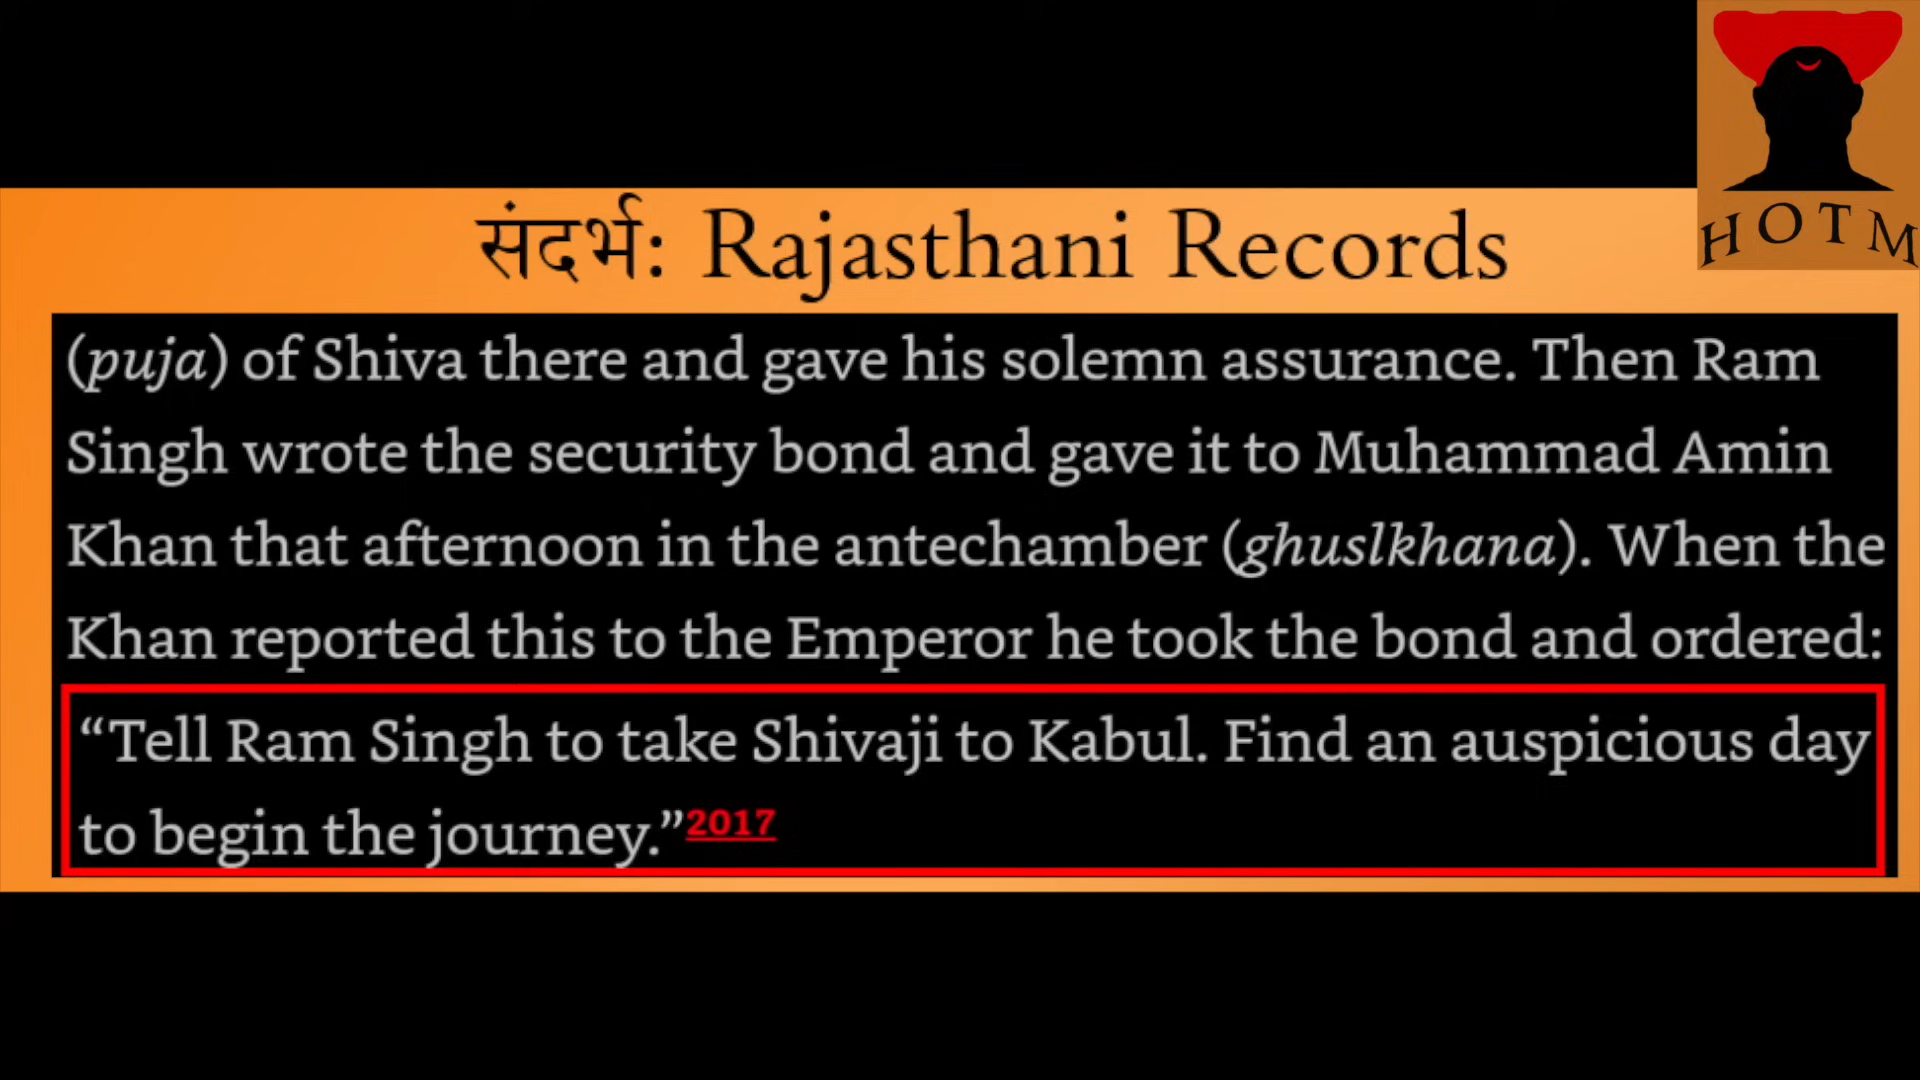 HOTM
संदर्भ: Rajasthani Records
(puja) of Shiva there and gave his solemn assurance. Then Ram
Singh wrote the security bond and gave it to Muhammad Amin
Khan that afternoon in the antechamber (ghuslkhana). When the
Khan reported this to the Emperor he took the bond and ordered:
“Tell Ram Singh to take Shivaji to Kabul. Find an auspicious day
to begin the journey.”2017